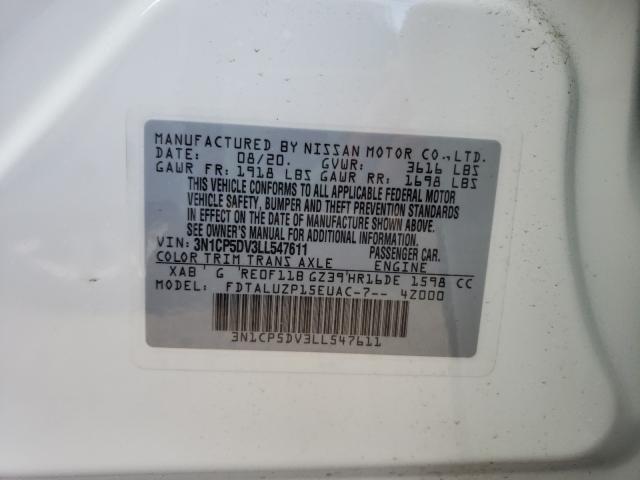 MANUFACTURED BY NISSAN MOTOR CO.,LTD.
DATE: 08/20. GVWR: 3616 LBS
GAWR FR: 1918 LBS GAWR RR: 1698 LBS
THIS VEHICLE CONFORMS TO ALL APPLICABLE FEDERAL MOTOR
VEHICLE SAFETY, BUMPER AND THEFT PREVENTION STANDARDS
IN EFFECT ON THE DATE OF MANUFACTURE SHOWN ABOVE.
SEE OWNER'S MANUAL FOR ADDITIONAL INFORMATION.
VIN: 3N1CP5DV3LL547611 PASSENGER CAR.
COLOR TRIM TRANS AXLE ENGINE
XAB G RE0F11B GZ39 HR16DE 1598 CC
MODEL: FDTALUZP15EUAC-7-- 4Z000
3N1CP5DV3LL547611